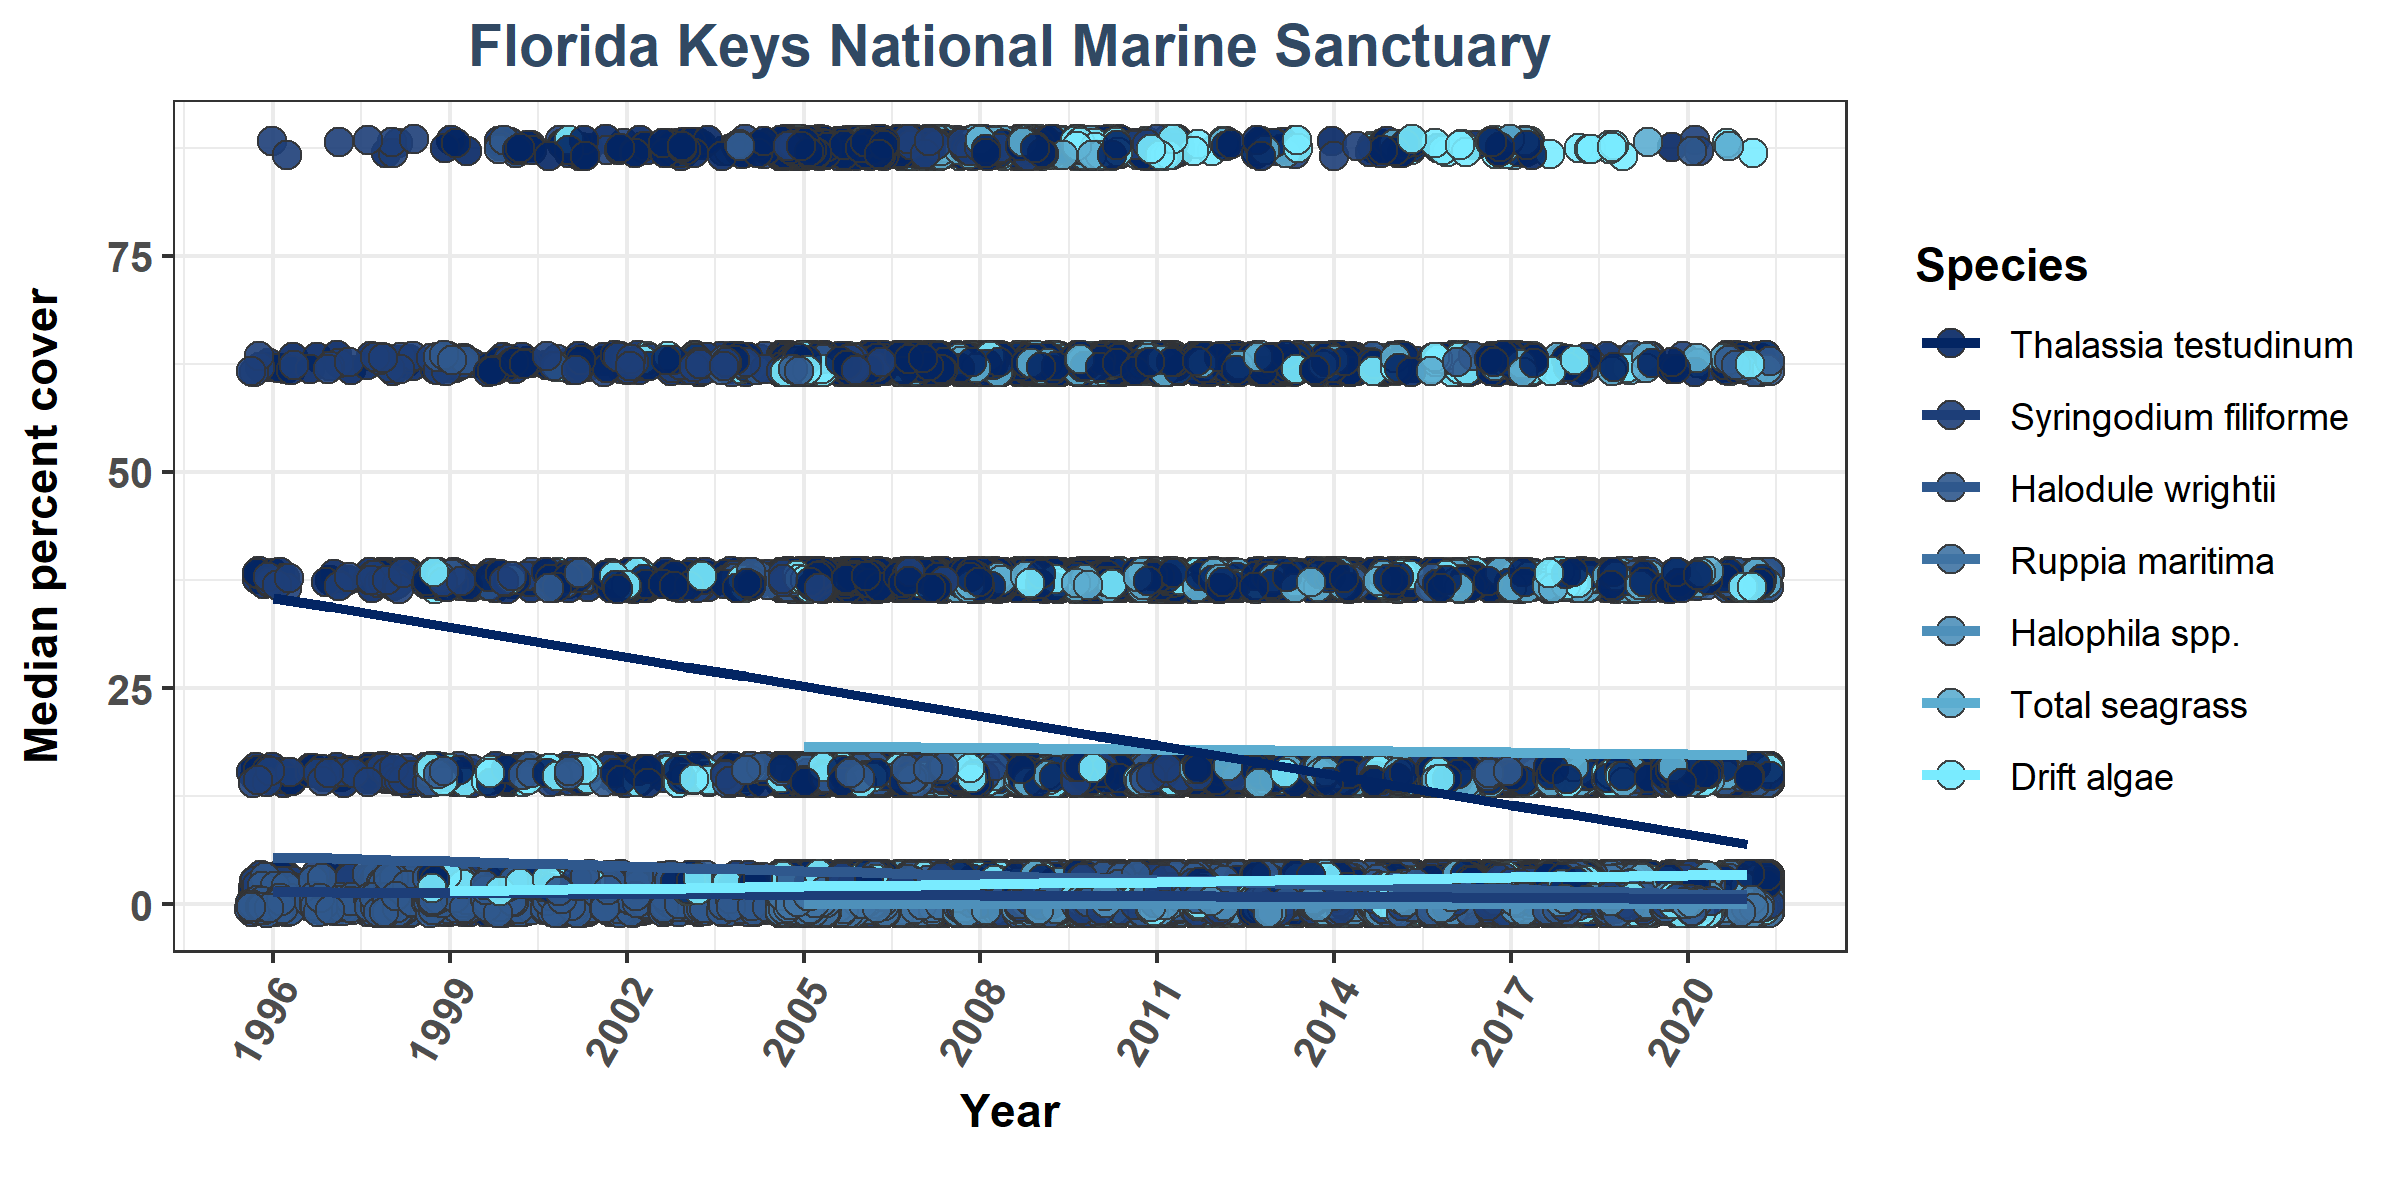 Florida Keys National Marine Sanctuary
Median percent cover
75
50
25
0
1996
1999
2002
2005
2008
2011
2014
2017
2020
Year
Species
Thalassia testudinum
Syringodium filiforme
Halodule wrightii
Ruppia maritima
Halophila spp.
Total seagrass
Drift algae